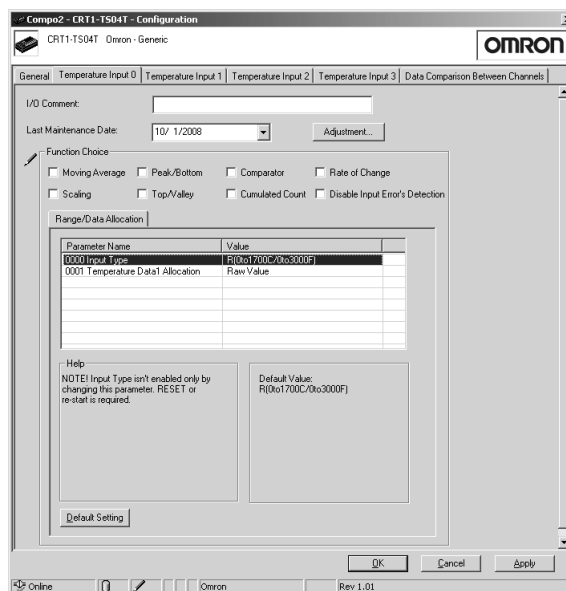 Compo2 - CRT1-TS04T - Configuration
CRT1-TS04T Omron - Generic
OMRON
General Temperature Input 0 Temperature Input 1 Temperature Input 2 Temperature Input 3 Data Comparison Between Channels
I/O Comment:
Last Maintenance Date: 10/ 1/2008 Adjustment...
Function Choice
Moving Average Peak/Bottom Comparator Rate of Change
Scaling Top/Valley Cumulated Count Disable Input Error's Detection
Range/Data Allocation
Parameter Name Value
0000 Input Type R(0to1700C/0to3000F)
0001 Temperature Data1 Allocation Raw Value
Help
NOTE! Input Type isn't enabled only by
changing this parameter. RESET or
re-start is required.
Default Value:
R(0to1700C/0to3000F)
Default Setting
OK Cancel Apply
Online Omron Rev 1.01